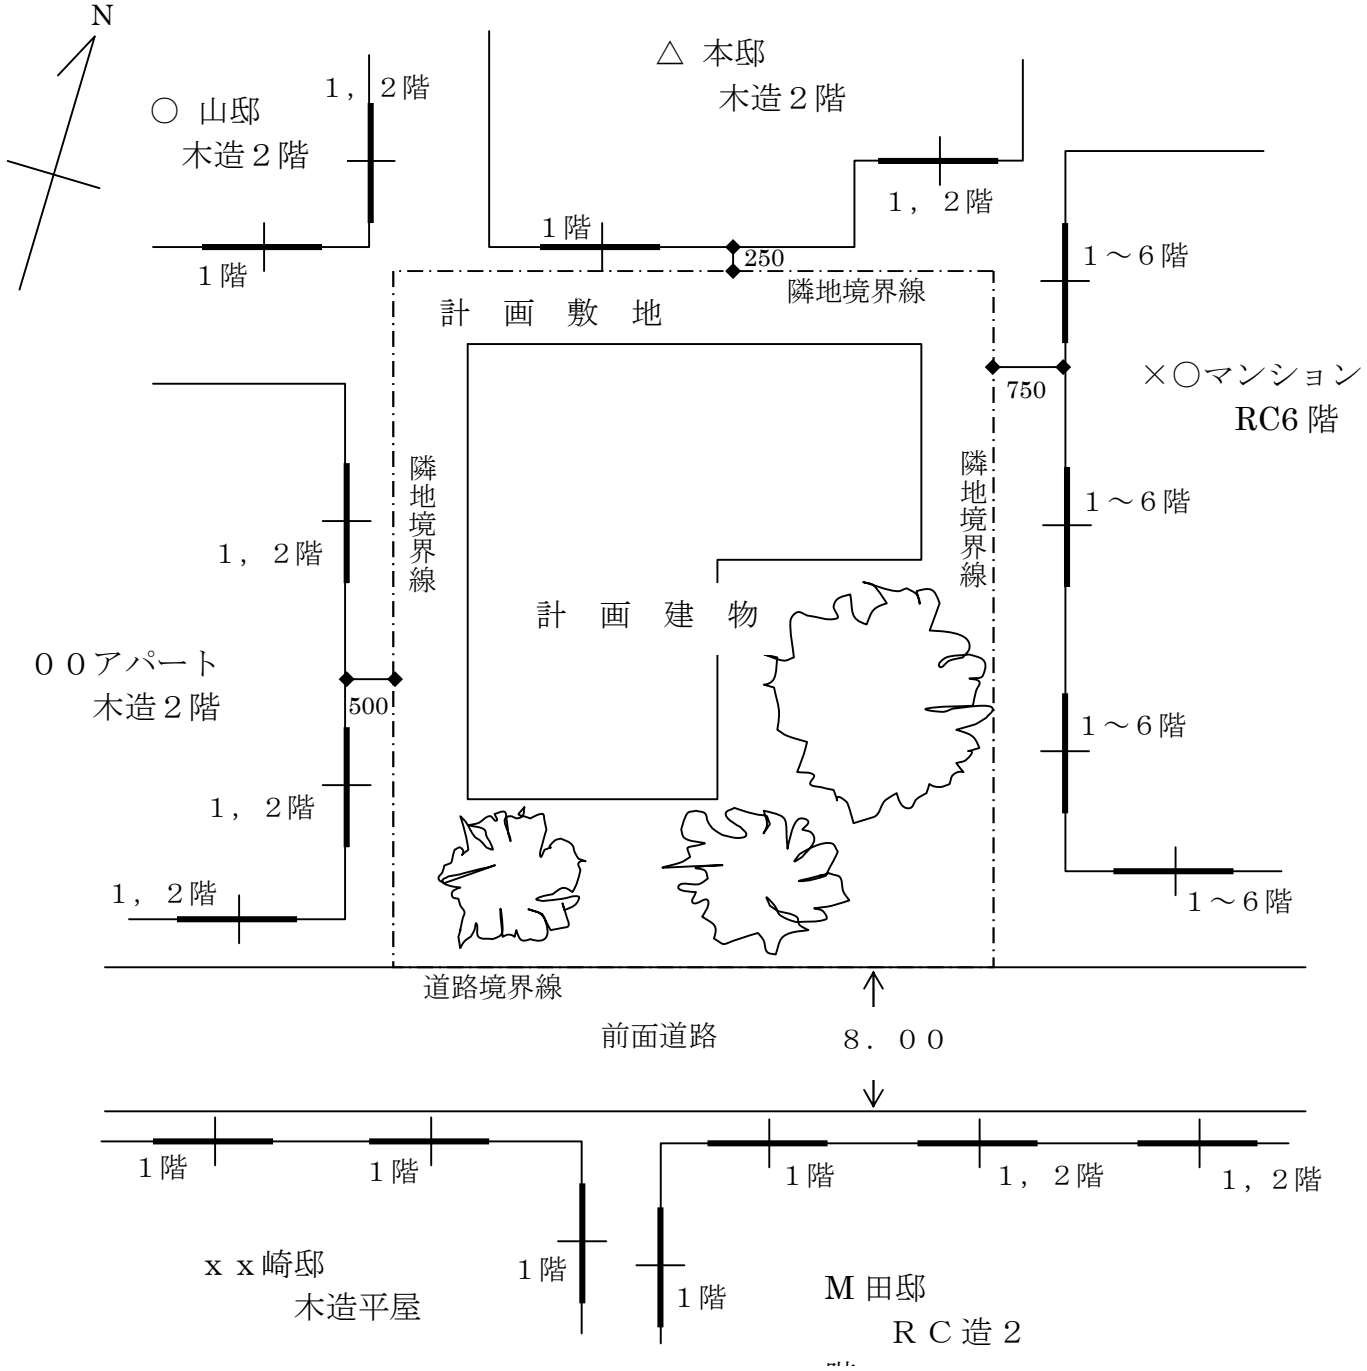 N
○ 山邸
木造２階
１，２階
１階
△ 本邸
木造２階
１階
１，２階
250
隣地境界線
計 画 敷 地
１～６階
750
×○マンション
RC6 階
隣地境界線
隣地境界線
１～６階
１，２階
計 画 建 物
００アパート
木造２階
500
１～６階
１，２階
１，２階
１～６階
道路境界線
前面道路
８．００
１階
１階
１階
１，２階
１，２階
ｘｘ崎邸
木造平屋
１階
１階
M 田邸
ＲＣ造２